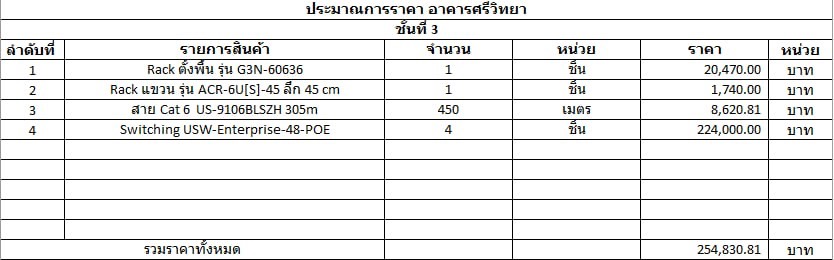 ประมาณการราคา อาคารศรีวิทยา
ชั้นที่ 3
ลำดับที่ รายการสินค้า จำนวน หน่วย ราคา หน่วย
1 Rack ตั้งพื้น รุ่น G3N-60636 1 ชิ้น 20,470.00 บาท
2 Rack แขวน รุ่น ACR-6U[S]-45 ลึก 45 cm 1 ชิ้น 1,740.00 บาท
3 สาย Cat 6 US-9106BLSZH 305m 450 เมตร 8,620.81 บาท
4 Switching USW-Enterprise-48-POE 4 ชิ้น 224,000.00 บาท
รวมราคาทั้งหมด 254,830.81 บาท